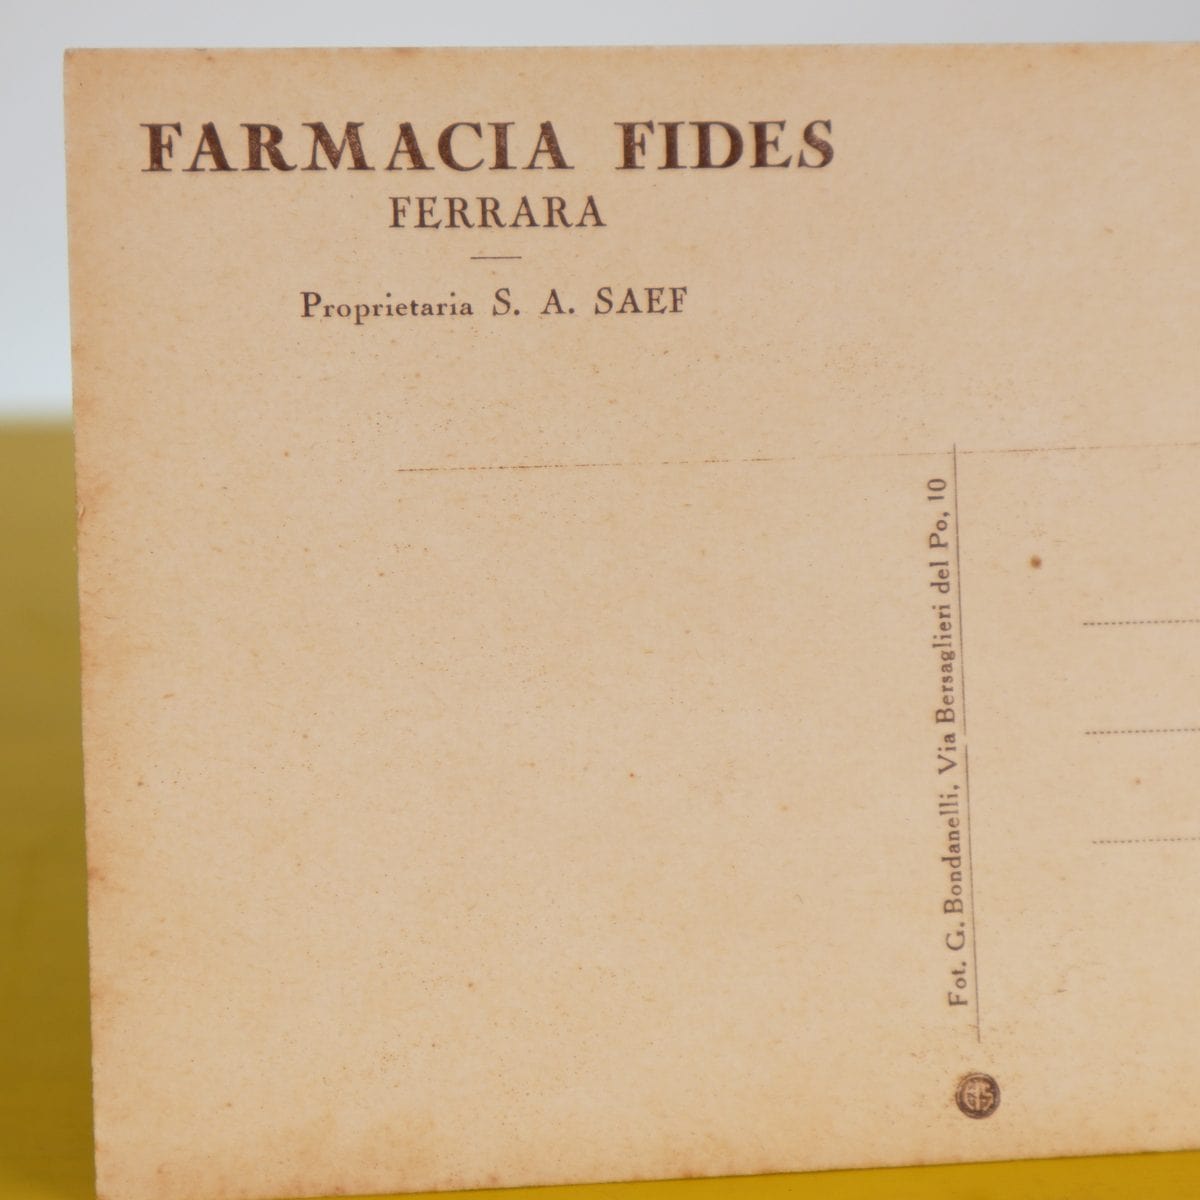 FARMACIA FIDES
FERRARA
Proprietaria S. A. SAEF
Fot. G. Bondanelli, Via Bersaglieri del Po, 10